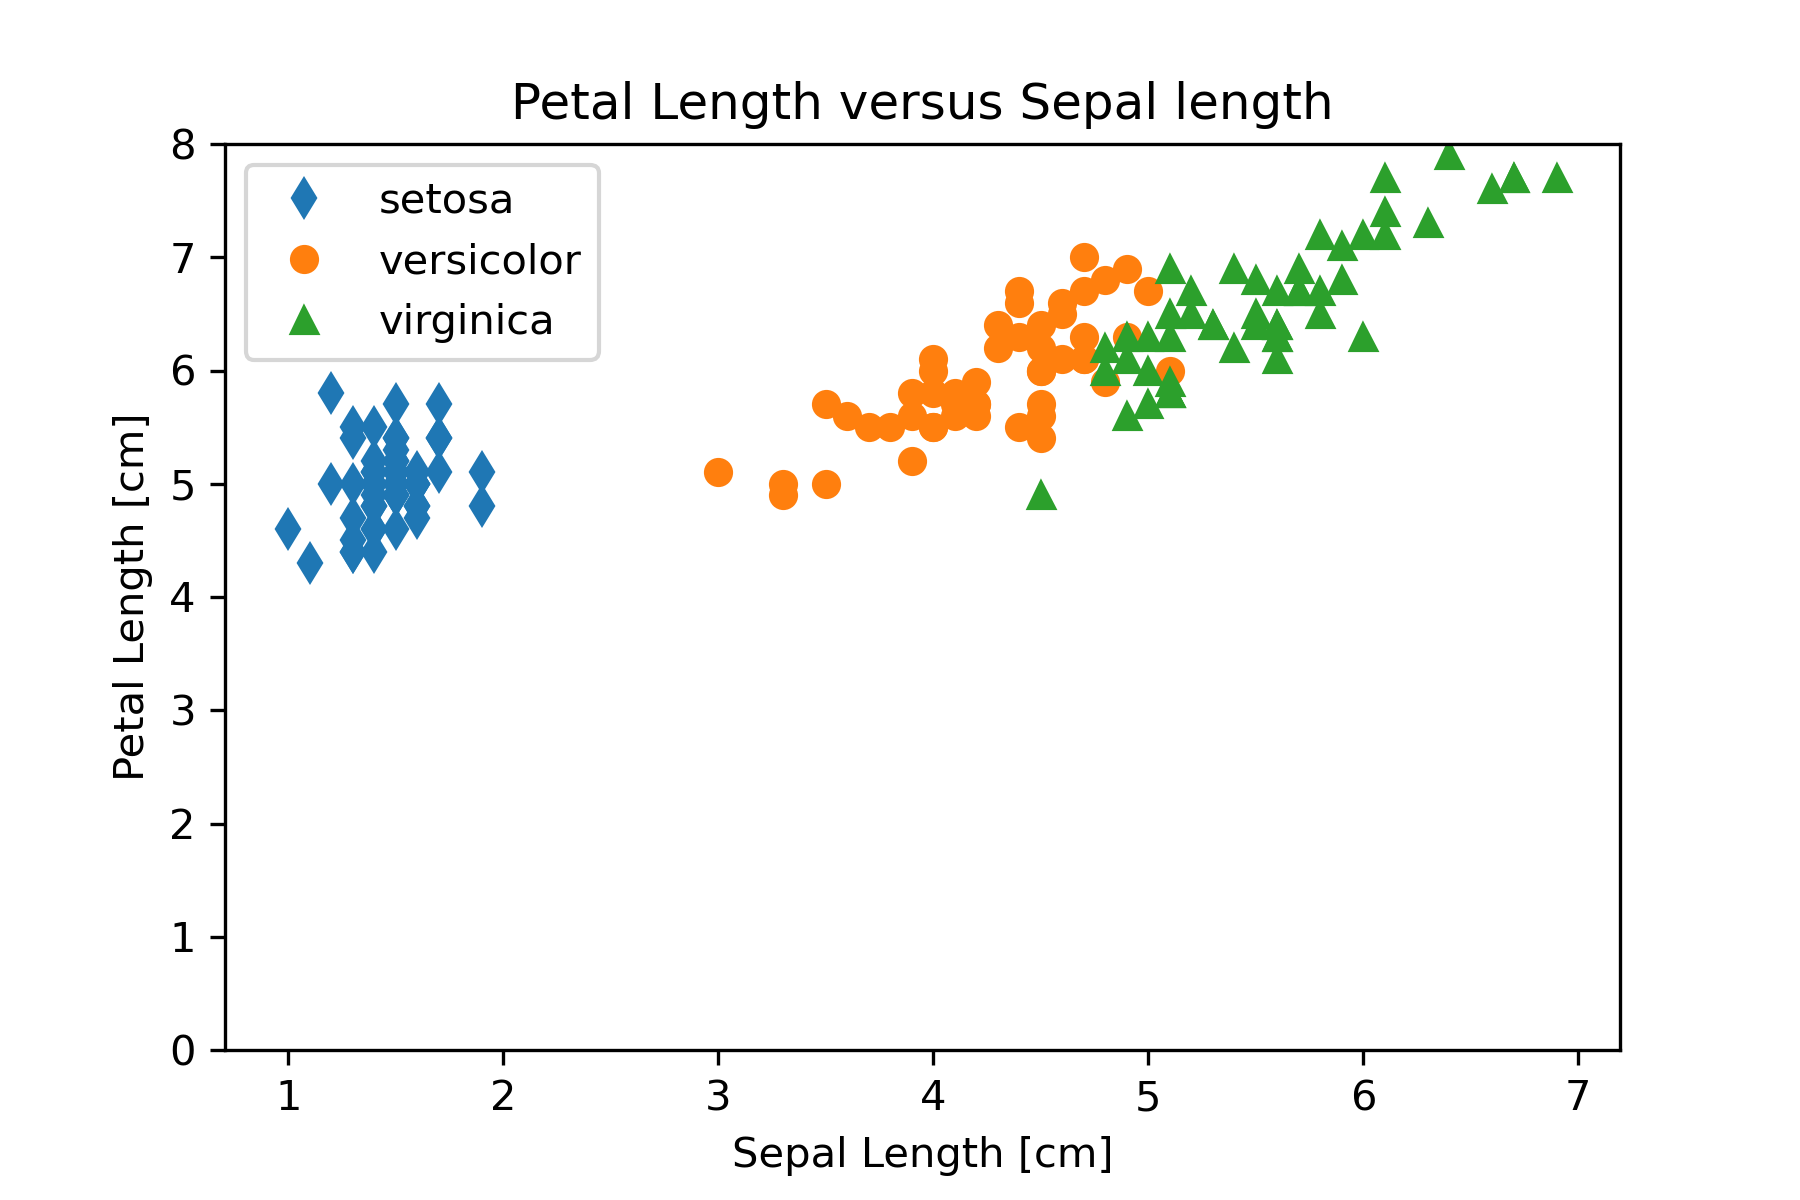 Petal Length versus Sepal length
setosa
versicolor
virginica
8
7
6
5
4
3
2
1
0
Petal Length [cm]
1 2 3 4 5 6 7
Sepal Length [cm]